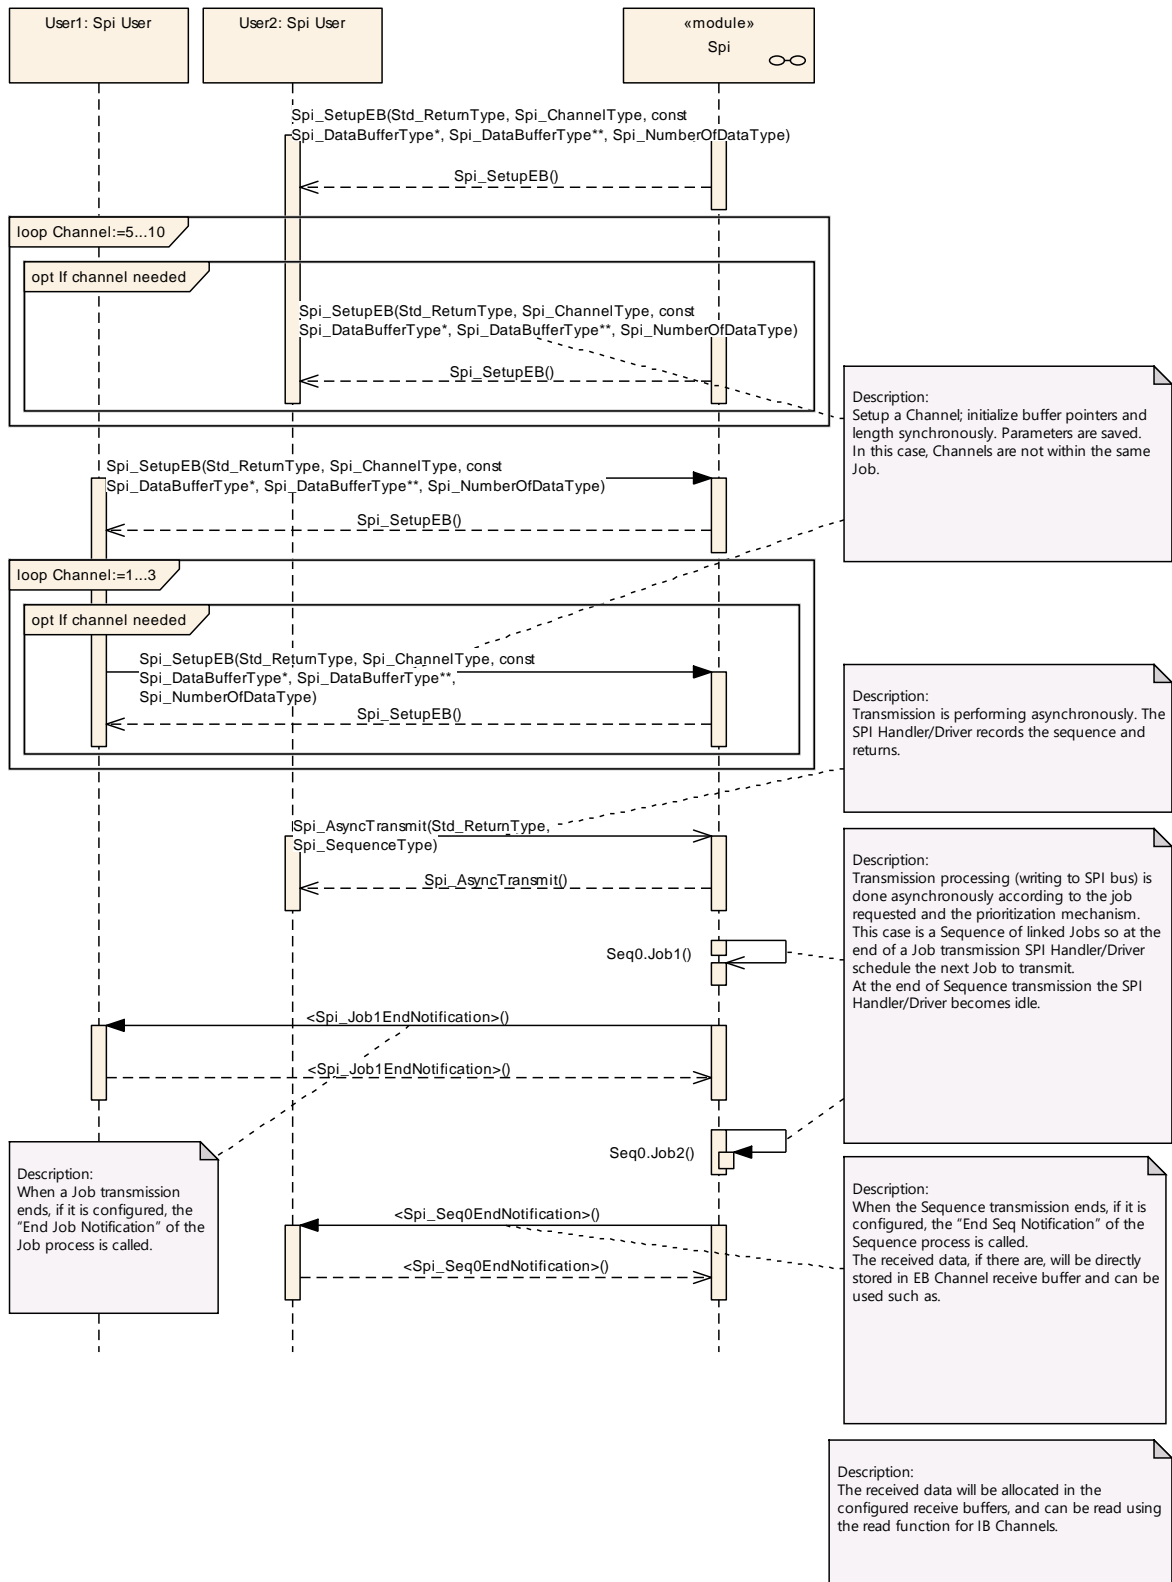 User1: Spi User
User2: Spi User
«module»
Spi
Spi_SetupEB(Std_ReturnType, Spi_ChannelType, const
Spi_DataBufferType*, Spi_DataBufferType**, Spi_NumberOfDataType)
Spi_SetupEB()
loop Channel:=5...10
opt If channel needed
Spi_SetupEB(Std_ReturnType, Spi_ChannelType, const
Spi_DataBufferType*, Spi_DataBufferType**, Spi_NumberOfDataType)
Spi_SetupEB()
Description:
Setup a Channel; initialize buffer pointers and
length synchronously. Parameters are saved.
In this case, Channels are not within the same
Job.
Spi_SetupEB(Std_ReturnType, Spi_ChannelType, const
Spi_DataBufferType*, Spi_DataBufferType**, Spi_NumberOfDataType)
Spi_SetupEB()
loop Channel:=1...3
opt If channel needed
Spi_SetupEB(Std_ReturnType, Spi_ChannelType, const
Spi_DataBufferType*, Spi_DataBufferType**,
Spi_NumberOfDataType)
Spi_SetupEB()
Description:
Transmission is performing asynchronously. The
SPI Handler/Driver records the sequence and
returns.
Spi_AsyncTransmit(Std_ReturnType,
Spi_SequenceType)
Spi_AsyncTransmit()
Description:
Transmission processing (writing to SPI bus) is
done asynchronously according to the job
requested and the prioritization mechanism.
This case is a Sequence of linked Jobs so at the
end of a Job transmission SPI Handler/Driver
schedule the next Job to transmit.
At the end of Sequence transmission the SPI
Handler/Driver becomes idle.
Seq0.Job1()
<Spi_Job1EndNotification>()
<Spi_Job1EndNotification>()
Seq0.Job2()
Description:
When a Job transmission
ends, if it is configured, the
“End Job Notification” of the
Job process is called.
<Spi_Seq0EndNotification>()
<Spi_Seq0EndNotification>()
Description:
When the Sequence transmission ends, if it is
configured, the “End Seq Notification” of the
Sequence process is called.
The received data, if there are, will be directly
stored in EB Channel receive buffer and can be
used such as.
Description:
The received data will be allocated in the
configured receive buffers, and can be read using
the read function for IB Channels.